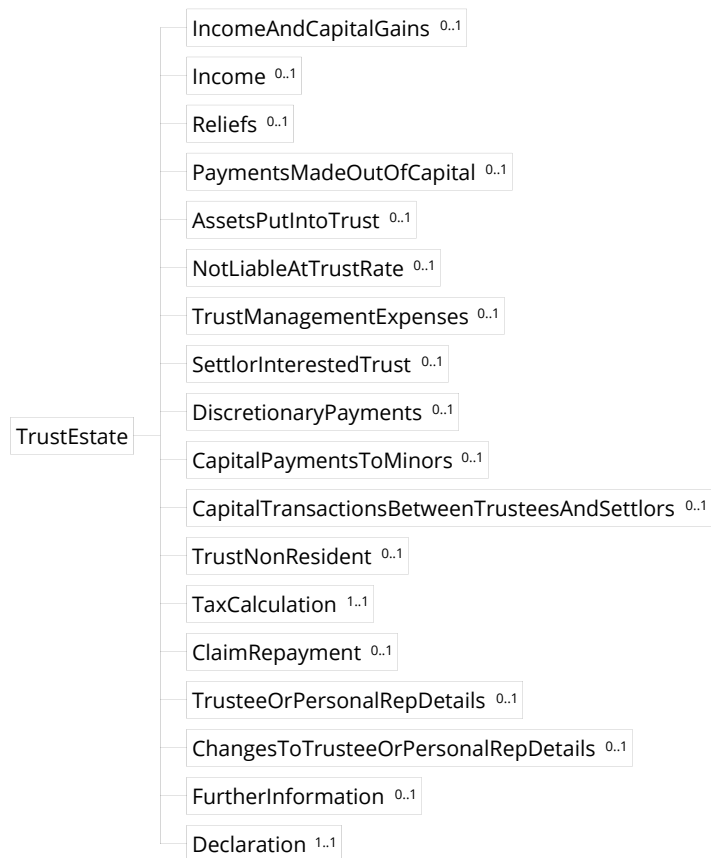 IncomeAndCapitalGains 0..1
Income 0..1
Reliefs 0..1
PaymentsMadeOutOfCapital 0..1
AssetsPutIntoTrust 0..1
NotLiableAtTrustRate 0..1
TrustManagementExpenses 0..1
SettlorInterestedTrust 0..1
DiscretionaryPayments 0..1
TrustEstate
CapitalPaymentsToMinors 0..1
CapitalTransactionsBetweenTrusteesAndSettlors 0..1
TrustNonResident 0..1
TaxCalculation 1..1
ClaimRepayment 0..1
TrusteeOrPersonalRepDetails 0..1
ChangesToTrusteeOrPersonalRepDetails 0..1
FurtherInformation 0..1
Declaration 1..1